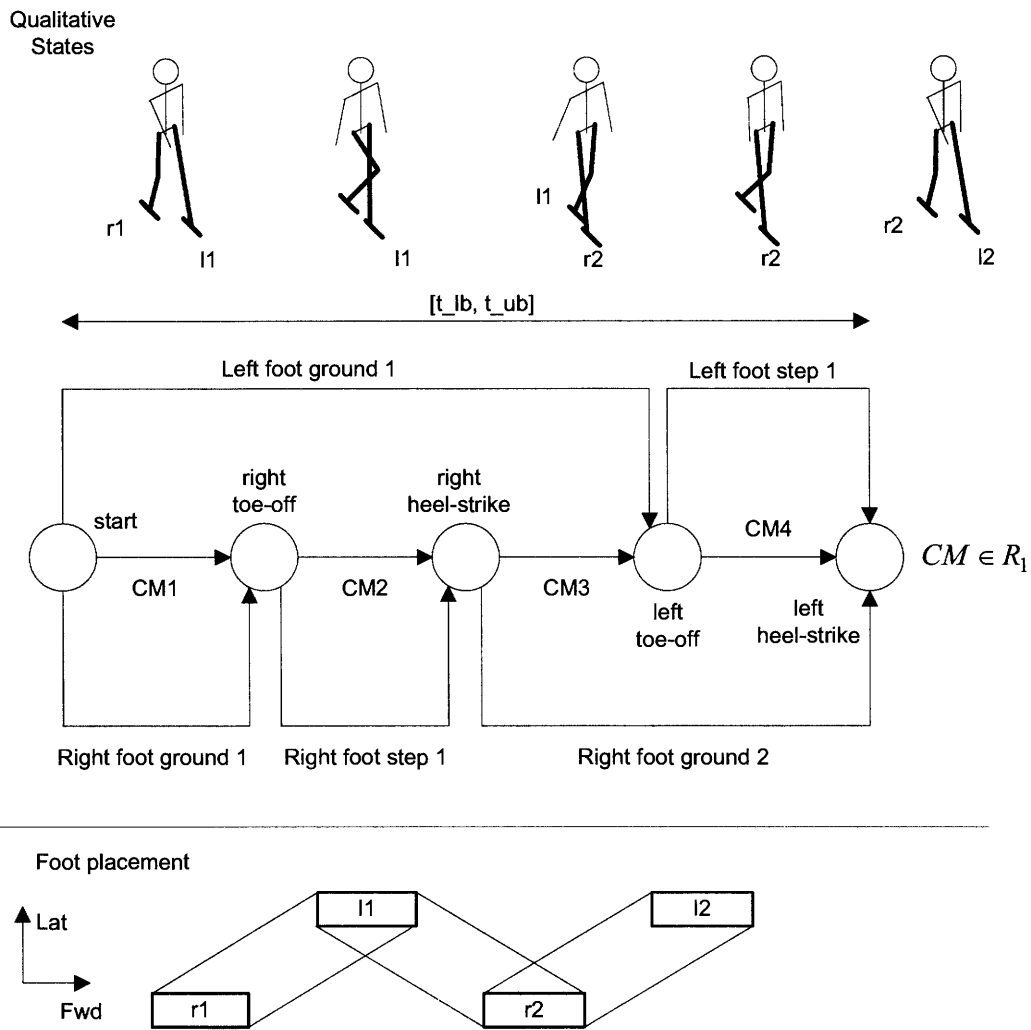 Qualitative
States
r1
l1
l1
l1
r2
r2
r2
l2
[t_lb, t_ub]
Left foot ground 1
Left foot step 1
start
right
toe-off
right
heel-strike
CM1
CM2
CM3
CM4
left
toe-off
left
heel-strike
CM ∈ R₁
Right foot ground 1
Right foot step 1
Right foot ground 2
Foot placement
Lat
Fwd
l1
l2
r1
r2